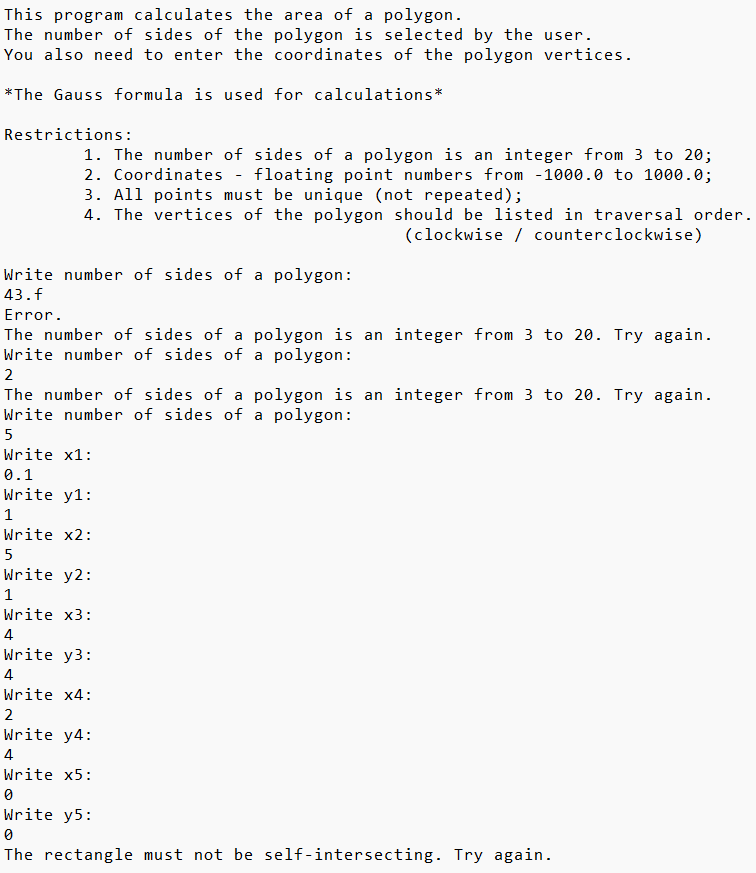 This program calculates the area of a polygon.
The number of sides of the polygon is selected by the user.
You also need to enter the coordinates of the polygon vertices.
*The Gauss formula is used for calculations*
Restrictions:
1. The number of sides of a polygon is an integer from 3 to 20;
2. Coordinates - floating point numbers from -1000.0 to 1000.0;
3. All points must be unique (not repeated);
4. The vertices of the polygon should be listed in traversal order.
(clockwise / counterclockwise)
Write number of sides of a polygon:
43.f
Error.
The number of sides of a polygon is an integer from 3 to 20. Try again.
Write number of sides of a polygon:
2
The number of sides of a polygon is an integer from 3 to 20. Try again.
Write number of sides of a polygon:
5
Write x1:
0.1
Write y1:
1
Write x2:
5
Write y2:
1
Write x3:
4
Write y3:
4
Write x4:
2
Write y4:
4
Write x5:
0
Write y5:
0
The rectangle must not be self-intersecting. Try again.